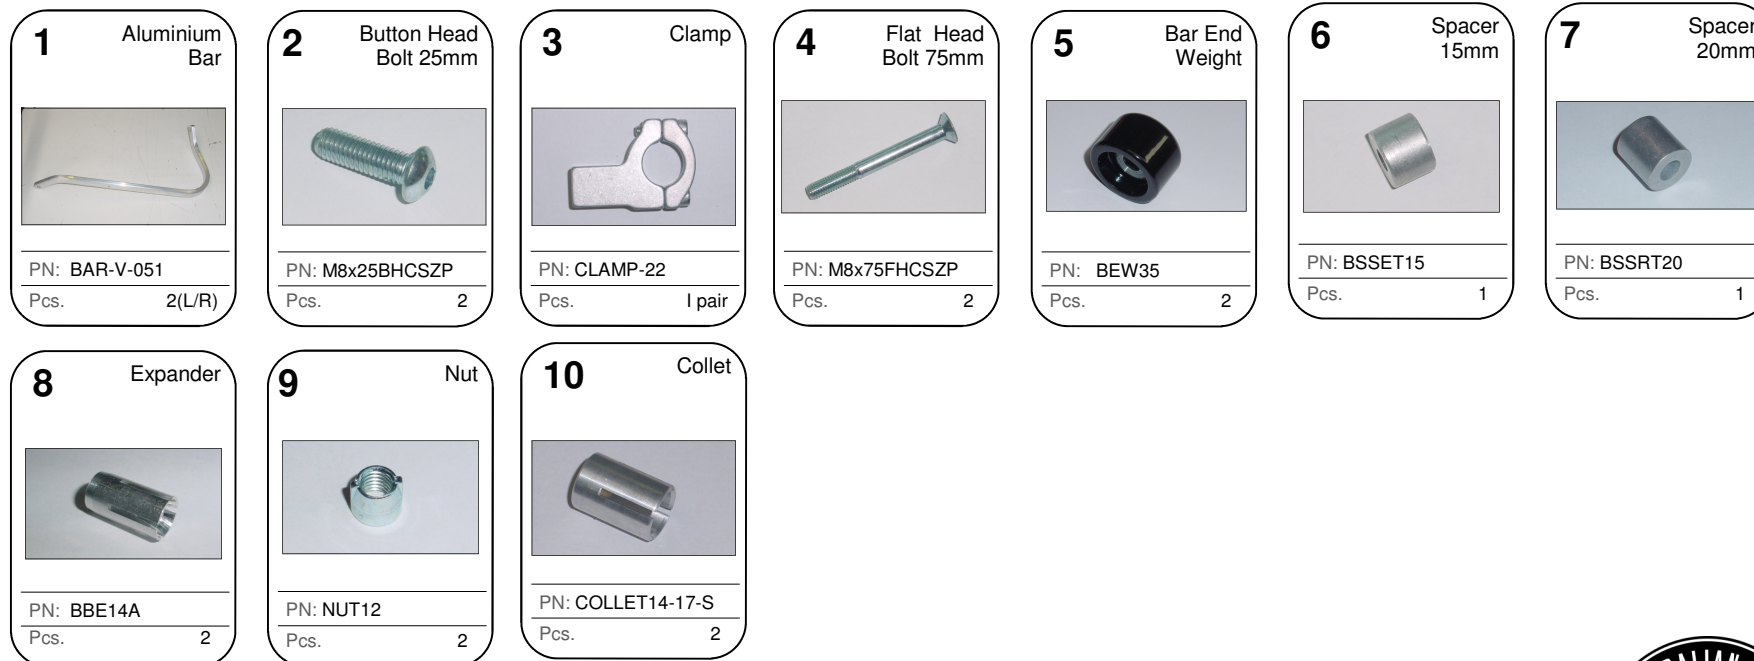 1
Aluminium
Bar
PN: BAR-V-051
Pcs. 2(L/R)
2
Button Head
Bolt 25mm
PN: M8x25BHCSZP
Pcs. 2
3
Clamp
PN: CLAMP-22
Pcs. I pair
4
Flat Head
Bolt 75mm
PN: M8x75FHCSZP
Pcs. 2
5
Bar End
Weight
PN: BEW35
Pcs. 2
6
Spacer
15mm
PN: BSSET15
Pcs. 1
7
Spacer
20mm
PN: BSSRT20
Pcs. 1
8
Expander
PN: BBE14A
Pcs. 2
9
Nut
PN: NUT12
Pcs. 2
10
Collet
PN: COLLET14-17-S
Pcs. 2